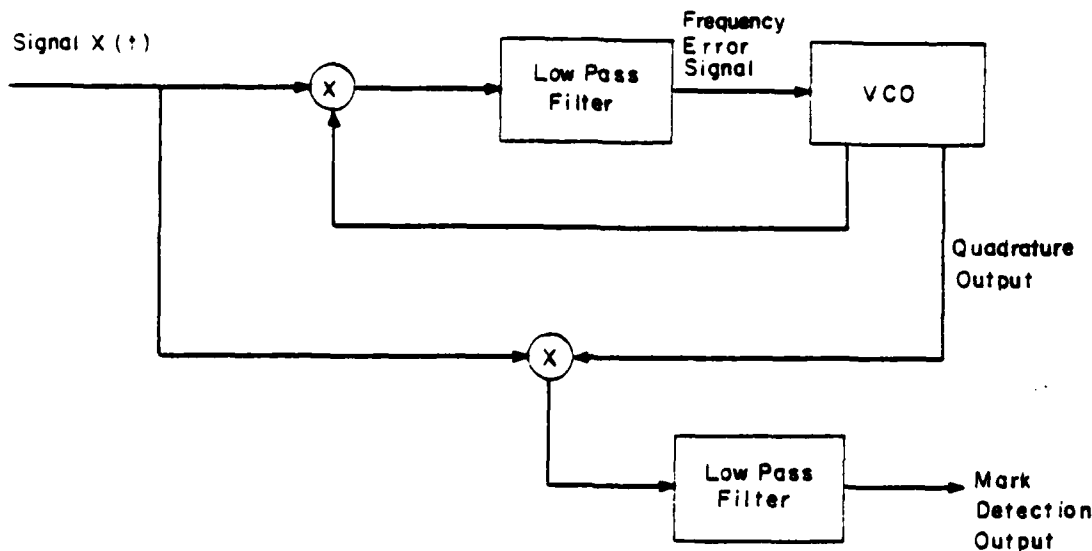 Signal X (t)
X
Low Pass
Filter
Frequency
Error
Signal
VCO
Quadrature
Output
X
Low Pass
Filter
Mark
Detection
Output